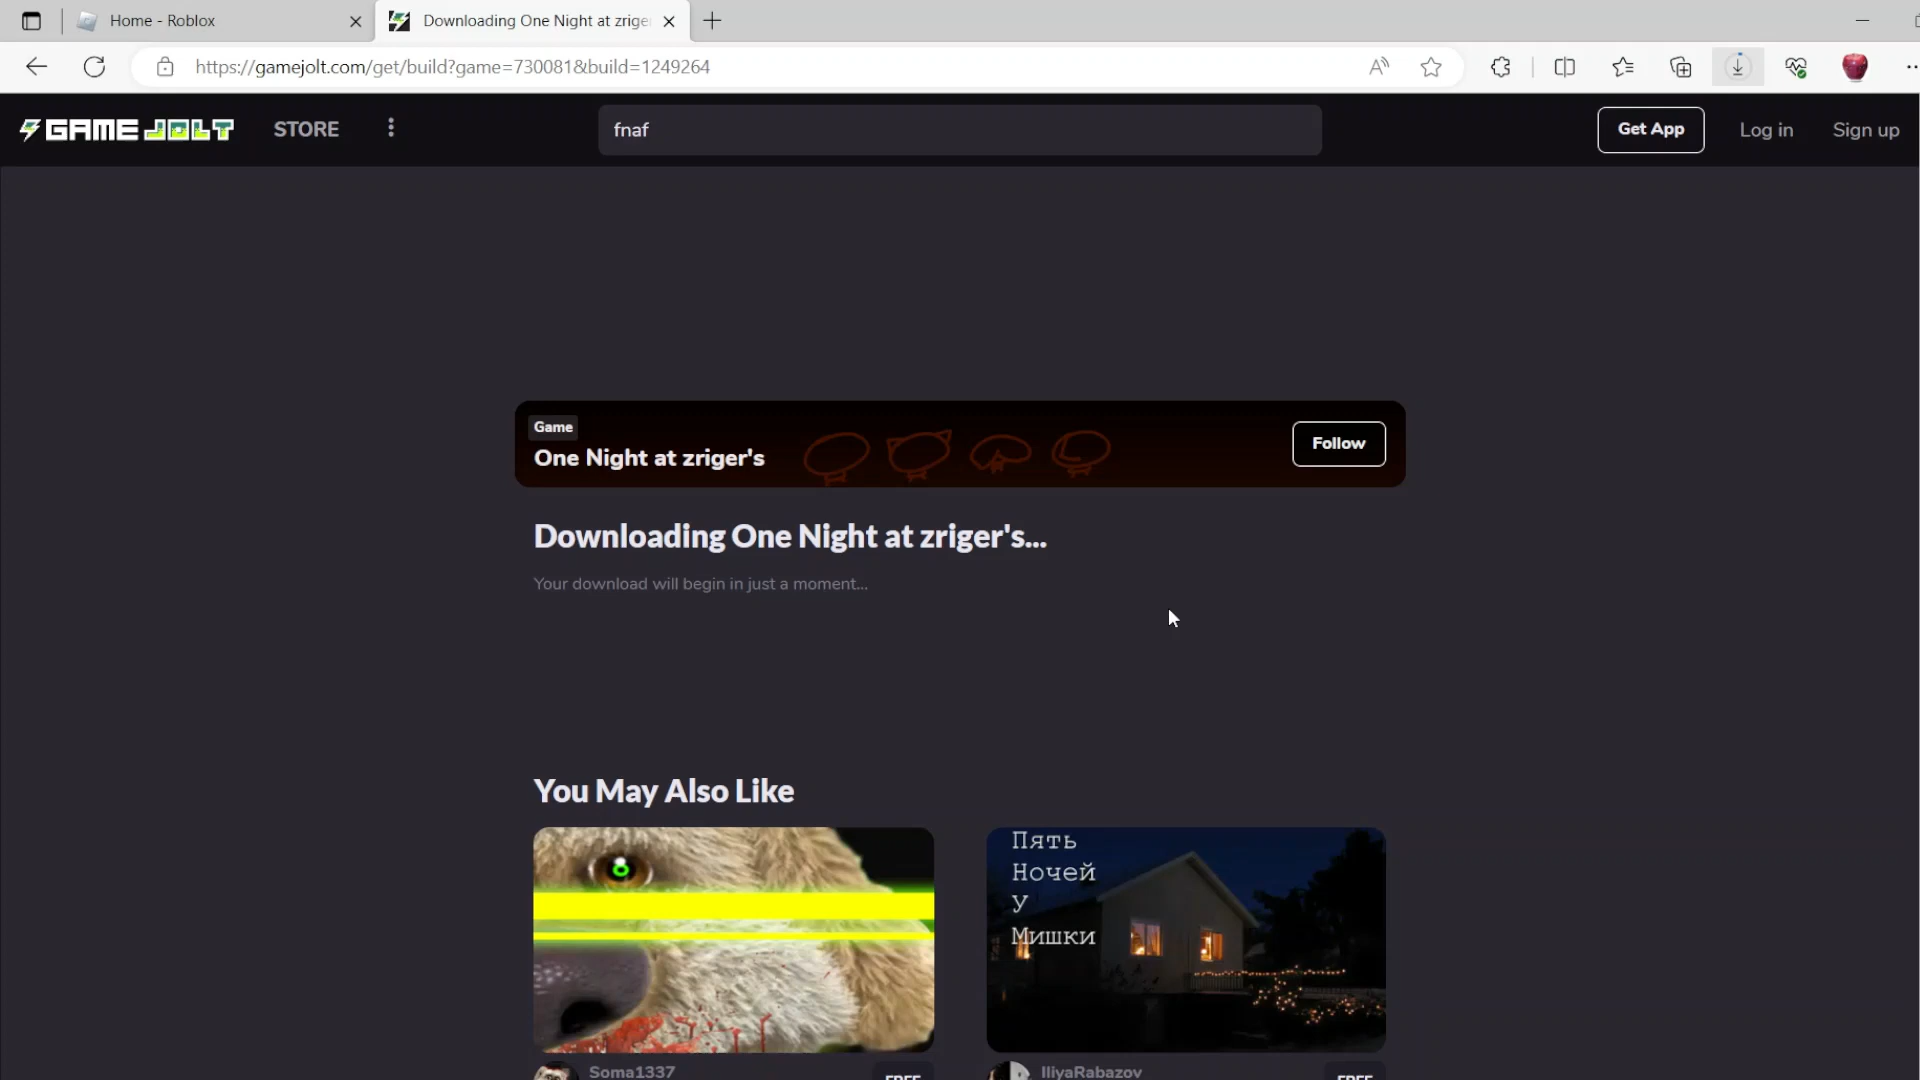 Home - Roblox
Downloading One Night at zrige
https://gamejolt.com/get/build?game=730081&build=1249264
GAME JOLT
STORE
fnaf
Get App
Log in
Sign up
Game
One Night at zriger's
Follow
Downloading One Night at zriger's...
Your download will begin in just a moment...
You May Also Like
Пять
Ночей
У
Мишки
Soma1337
FREE
IliyaRabazov
FREE